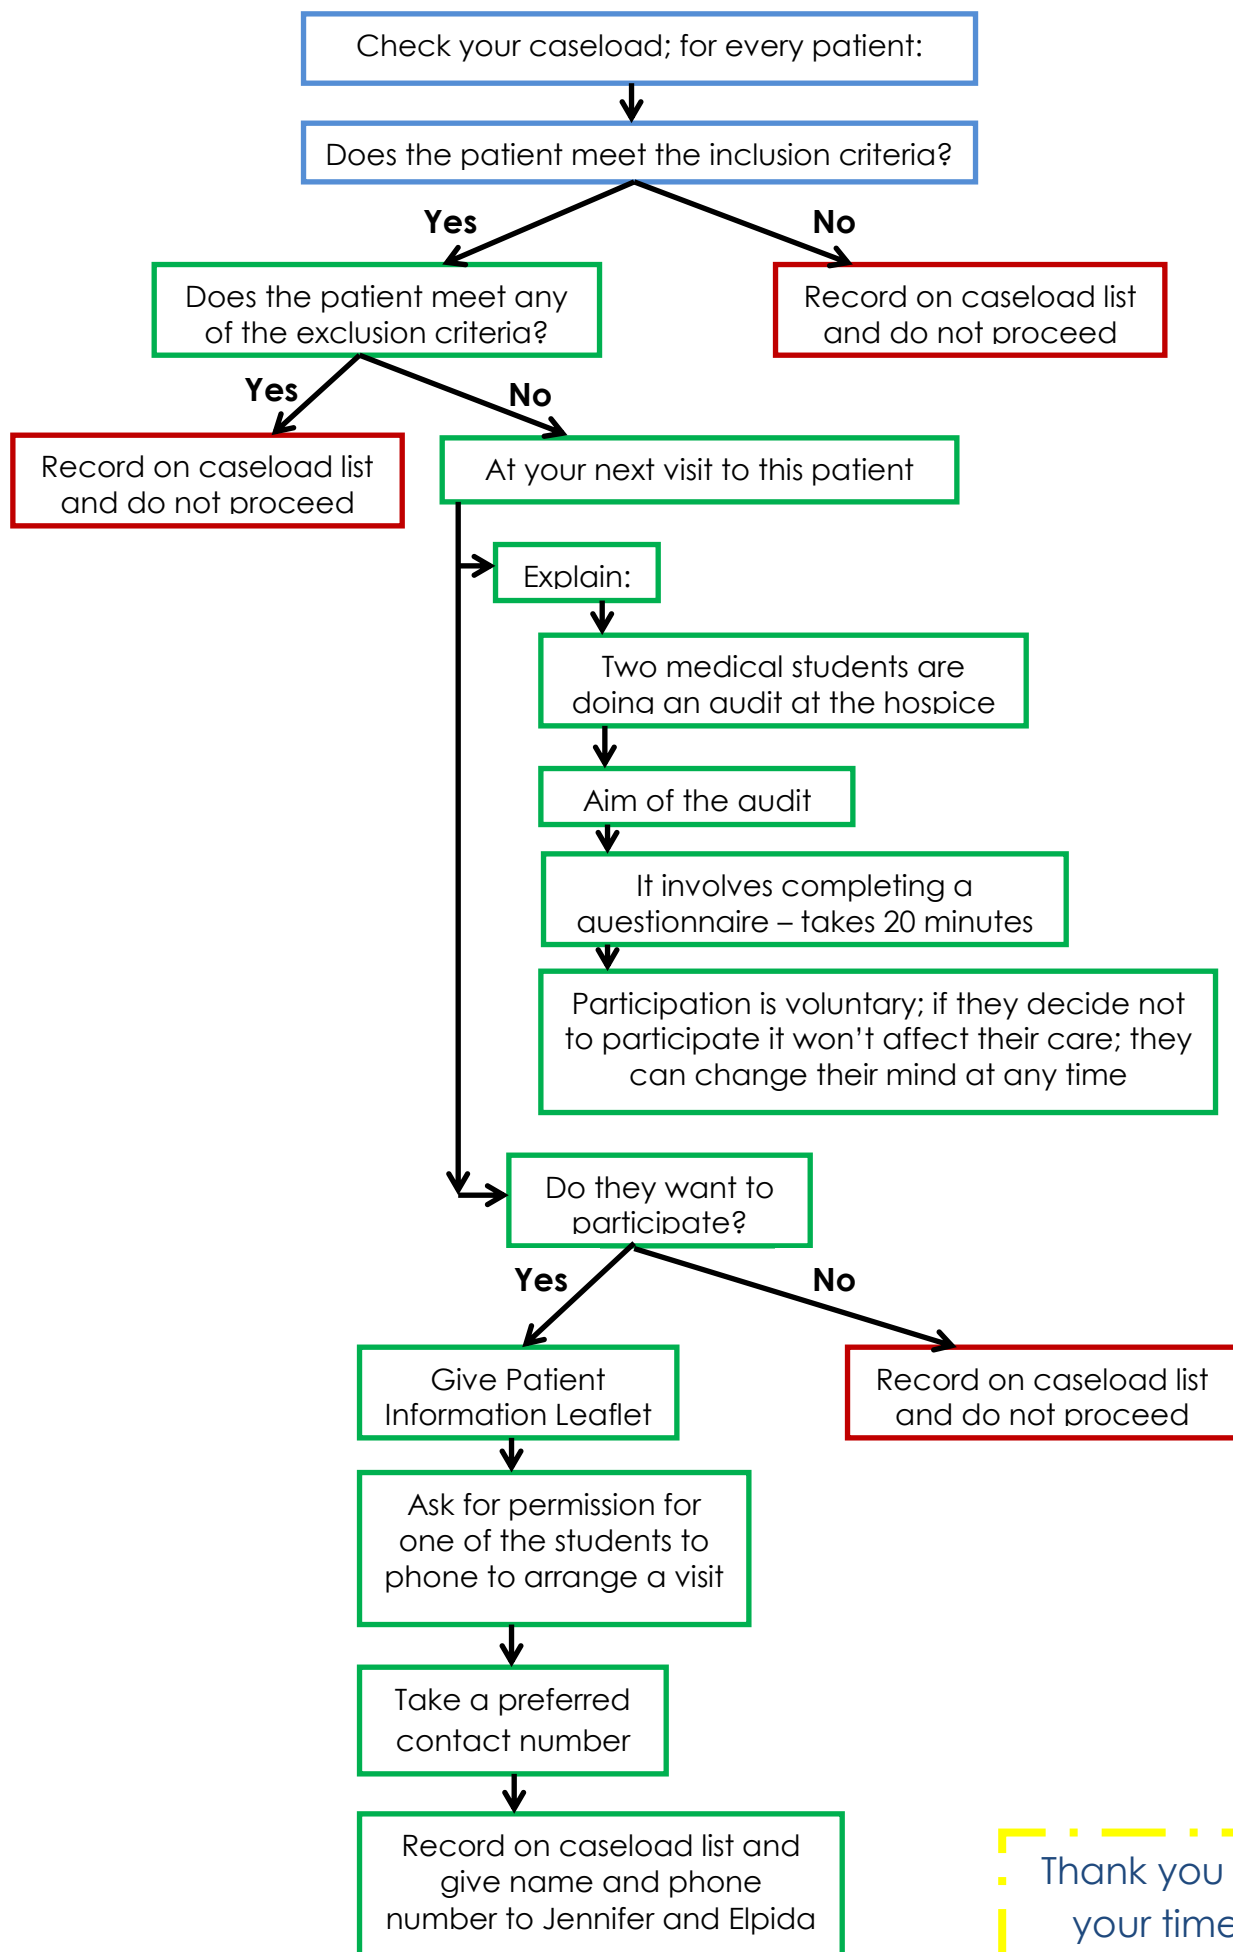 Check your caseload; for every patient:
Does the patient meet the inclusion criteria?
Yes
No
Does the patient meet any
of the exclusion criteria?
Record on caseload list
and do not proceed
Yes
No
Record on caseload list
and do not proceed
At your next visit to this patient
Explain:
Two medical students are
doing an audit at the hospice
Aim of the audit
It involves completing a
questionnaire – takes 20 minutes
Participation is voluntary; if they decide not
to participate it won’t affect their care; they
can change their mind at any time
Do they want to
participate?
Yes
No
Give Patient
Information Leaflet
Record on caseload list
and do not proceed
Ask for permission for
one of the students to
phone to arrange a visit
Take a preferred
contact number
Record on caseload list and
give name and phone
number to Jennifer and Elpida
Thank you
your time